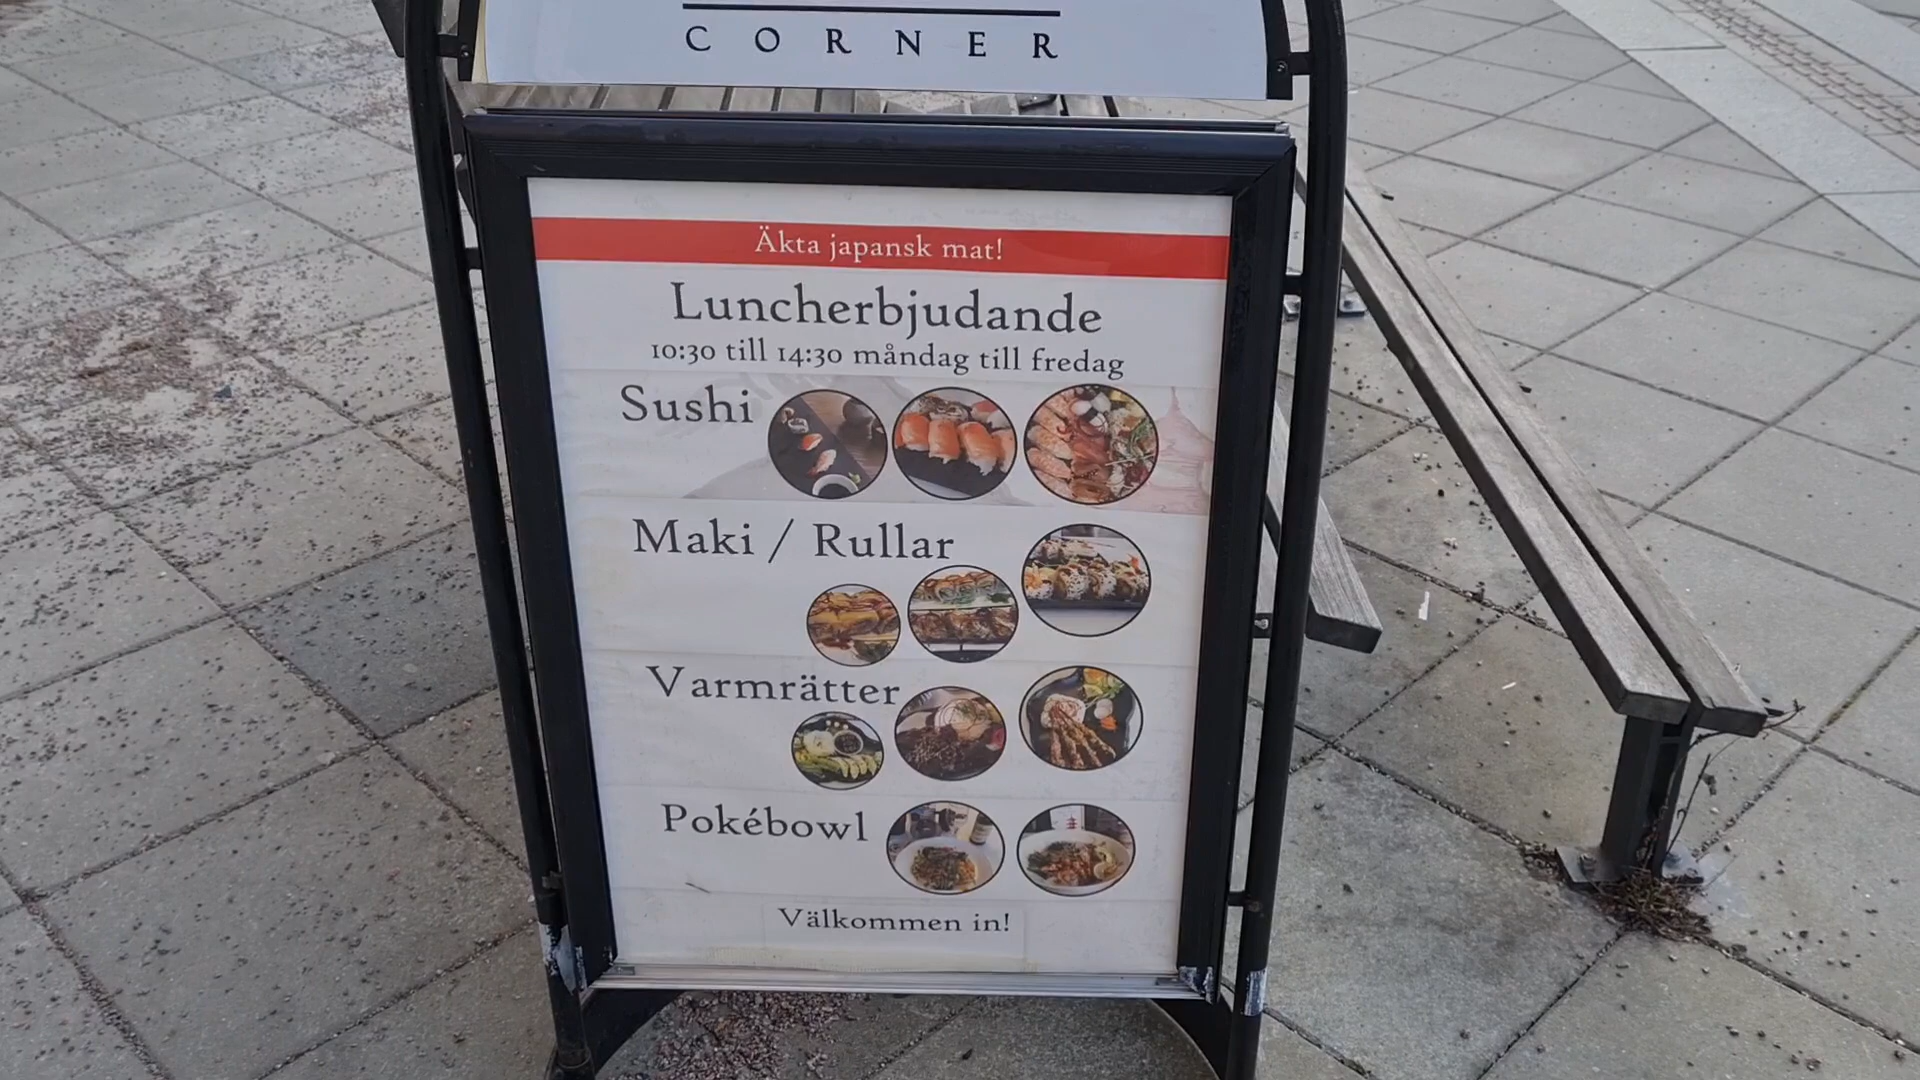 CORNER
Äkta japansk mat!
Luncherbjudande
10:30 till 14:30 måndag till fredag
Sushi
Maki / Rullar
Varmrätter
Pokébowl
Välkommen in!